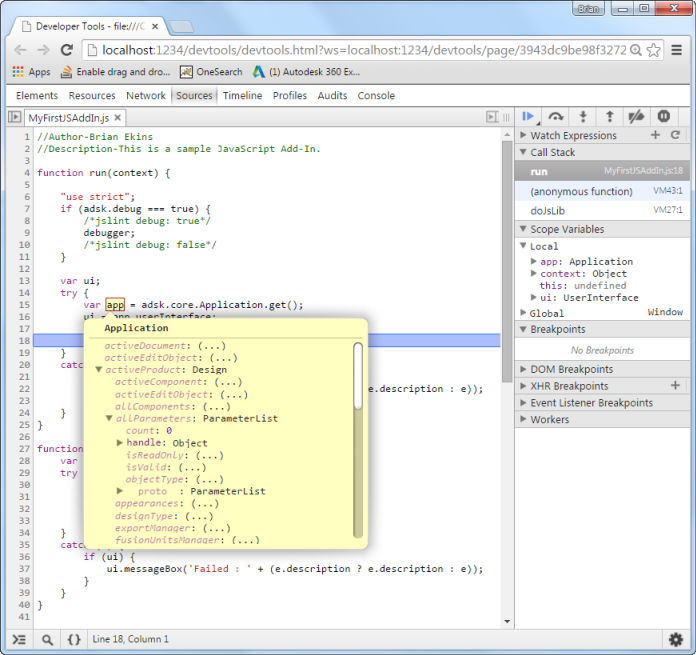 Brian
Developer Tools - file:///C
localhost:1234/devtools/devtools.html?ws=localhost:1234/devtools/page/3943dc9be98f3272
Apps Enable drag and dro... OneSearch (1) Autodesk 360 Ex...
Elements Resources Network Sources Timeline Profiles Audits Console
MyFirstJSAddIn.js
1 //Author-Brian Ekins
2 //Description-This is a sample JavaScript Add-In.
3
4 function run(context) {
5
6 "use strict";
7 if (adsk.debug === true) {
8 /*jslint debug: true*/
9 debugger;
10 /*jslint debug: false*/
11 }
12
13 var ui;
14 try {
15 var app = adsk.core.Application.get();
16 ui = app.userInterface;
17
18
19 }
20 catc
21
22 e.description : e));
23
24 }
25 }
26
27 function
28 var
29 try
30
31
32
33
34 }
35 catch
36 if (ui) {
37 ui.messageBox('Failed : ' + (e.description ? e.description : e));
38 }
39 }
40 }
41
Application
activeDocument: (...)
activeEditObject: (...)
activeProduct: Design
activeComponent: (...)
activeEditObject: (...)
allComponents: (...)
allParameters: ParameterList
count: 0
handle: Object
isReadOnly: (...)
isValid: (...)
objectType: (...)
proto : ParameterList
appearances: (...)
designType: (...)
exportManager: (...)
fusionUnitsManager: (...)
Watch Expressions
Call Stack
run MyFirstJSAddIn.js:18
(anonymous function) VM43:1
doJsLib VM27:1
Scope Variables
Local
app: Application
context: Object
this: undefined
ui: UserInterface
Global Window
Breakpoints
No Breakpoints
DOM Breakpoints
XHR Breakpoints
Event Listener Breakpoints
Workers
{} Line 18, Column 1